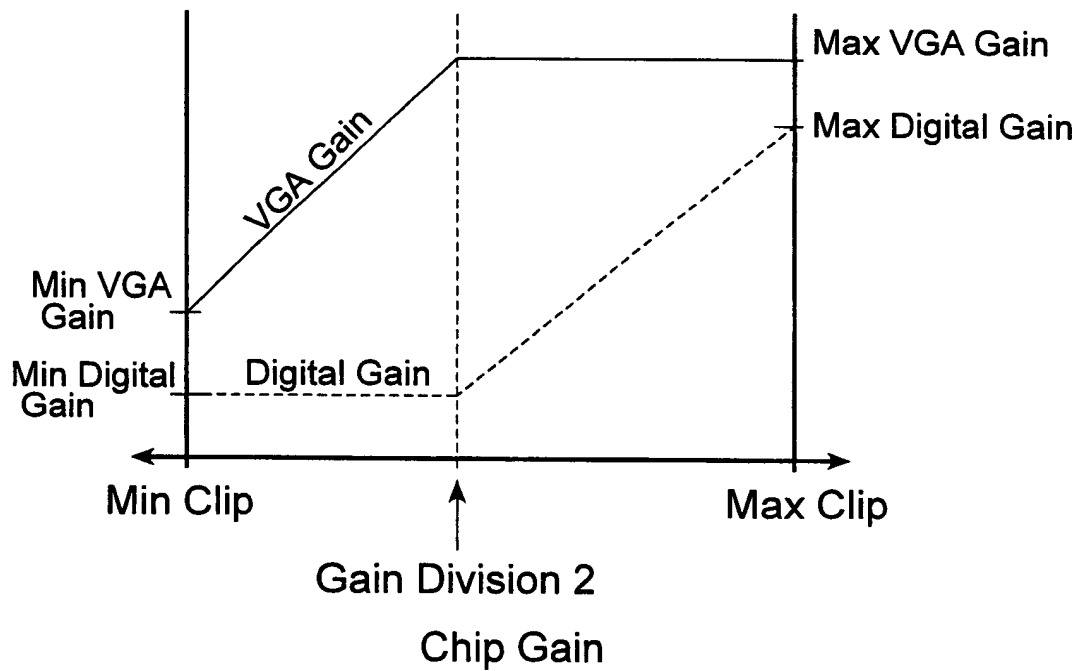 Max VGA Gain
Max Digital Gain
VGA Gain
Min VGA
Gain
Min Digital
Gain
Digital Gain
Min Clip
Max Clip
Gain Division 2
Chip Gain